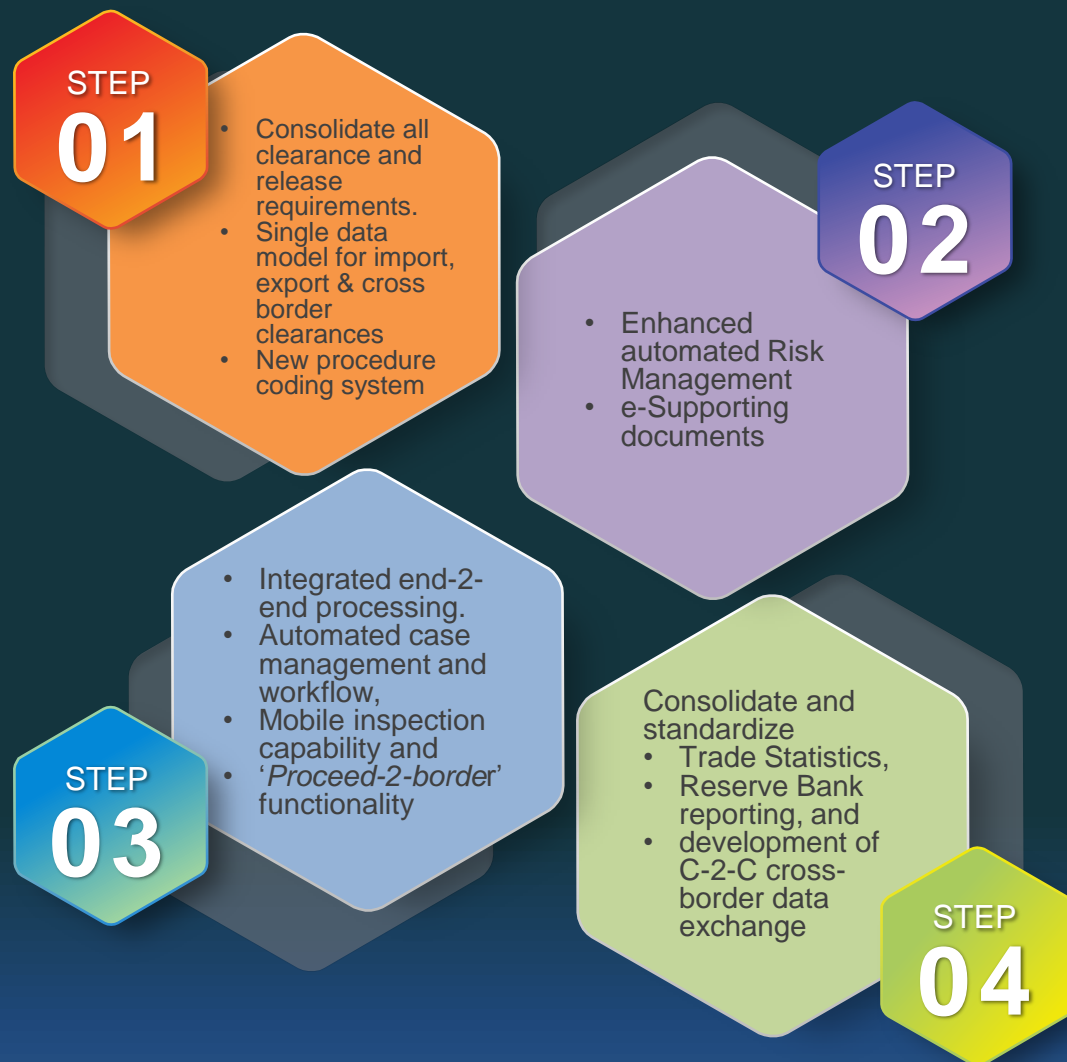 STEP
01
• Consolidate all
clearance and
release
requirements.
• Single data
model for import,
export & cross
border
clearances
• New procedure
coding system
STEP
02
• Enhanced
automated Risk
Management
• e-Supporting
documents
STEP
03
• Integrated end-2-
end processing.
• Automated case
management and
workflow,
• Mobile inspection
capability and
• ‘Proceed-2-border’
functionality
Consolidate and
standardize
• Trade Statistics,
• Reserve Bank
reporting, and
• development of
C-2-C cross-
border data
exchange
STEP
04